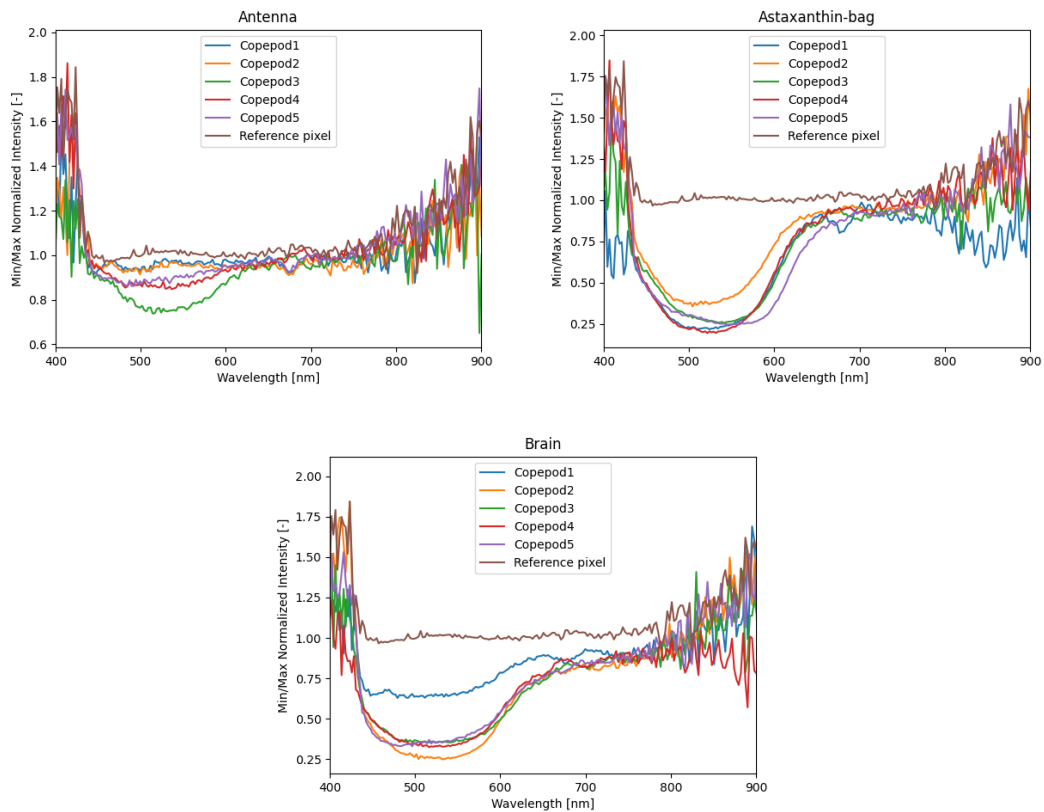 Antenna
Min/Max Normalized Intensity [-]
2.0
1.8
1.6
1.4
1.2
1.0
0.8
0.6
Copepod1
Copepod2
Copepod3
Copepod4
Copepod5
Reference pixel
400 500 600 700 800 900
Wavelength [nm]
Astaxanthin-bag
Min/Max Normalized Intensity [-]
2.00
1.75
1.50
1.25
1.00
0.75
0.50
0.25
Copepod1
Copepod2
Copepod3
Copepod4
Copepod5
Reference pixel
400 500 600 700 800 900
Wavelength [nm]
Brain
Min/Max Normalized Intensity [-]
2.00
1.75
1.50
1.25
1.00
0.75
0.50
0.25
Copepod1
Copepod2
Copepod3
Copepod4
Copepod5
Reference pixel
400 500 600 700 800 900
Wavelength [nm]